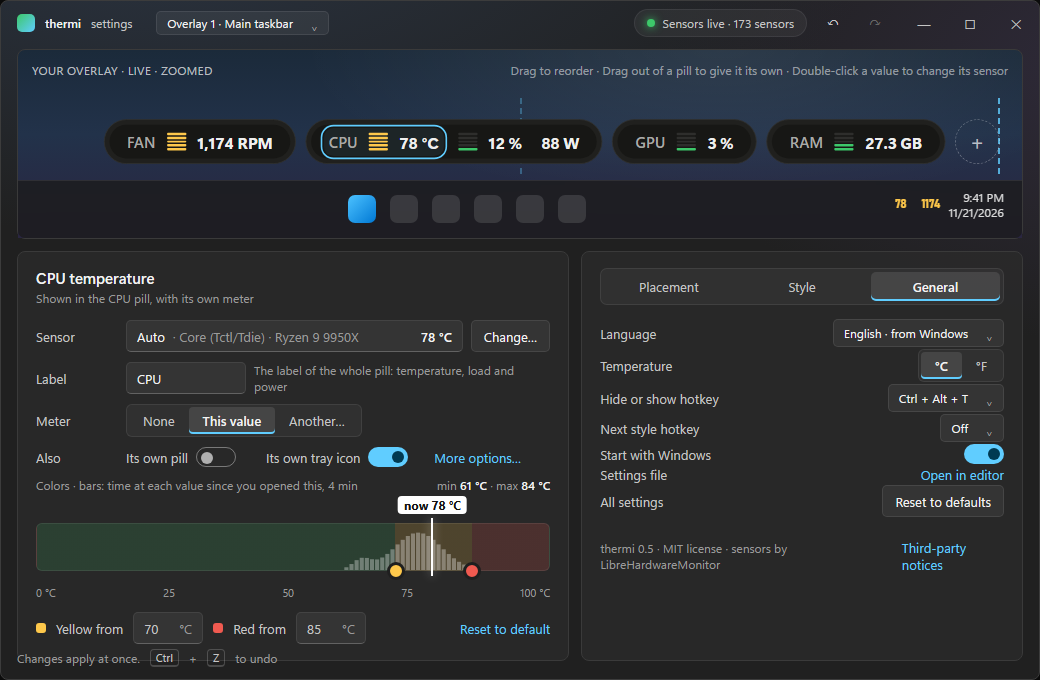 thermi settings Overlay 1 · Main taskbar Sensors live · 173 sensors
YOUR OVERLAY · LIVE · ZOOMED Drag to reorder · Drag out of a pill to give it its own · Double-click a value to change its sensor
FAN 1,174 RPM CPU 78 °C 12 % 88 W GPU 3 % RAM 27.3 GB +
78 1174 9:41 PM
11/21/2026
CPU temperature
Shown in the CPU pill, with its own meter
Sensor Auto · Core (Tctl/Tdie) · Ryzen 9 9950X 78 °C Change...
Label CPU The label of the whole pill: temperature, load and
power
Meter None This value Another...
Also Its own pill Its own tray icon More options...
Colors · bars: time at each value since you opened this, 4 min min 61 °C · max 84 °C
now 78 °C
0 °C 25 50 75 100 °C
Yellow from 70 °C Red from 85 °C Reset to default
Changes apply at once. Ctrl + Z to undo
Placement Style General
Language English · from Windows
Temperature °C °F
Hide or show hotkey Ctrl + Alt + T
Next style hotkey Off
Start with Windows
Settings file Open in editor
All settings Reset to defaults
thermi 0.5 · MIT license · sensors by
LibreHardwareMonitor
Third-party
notices